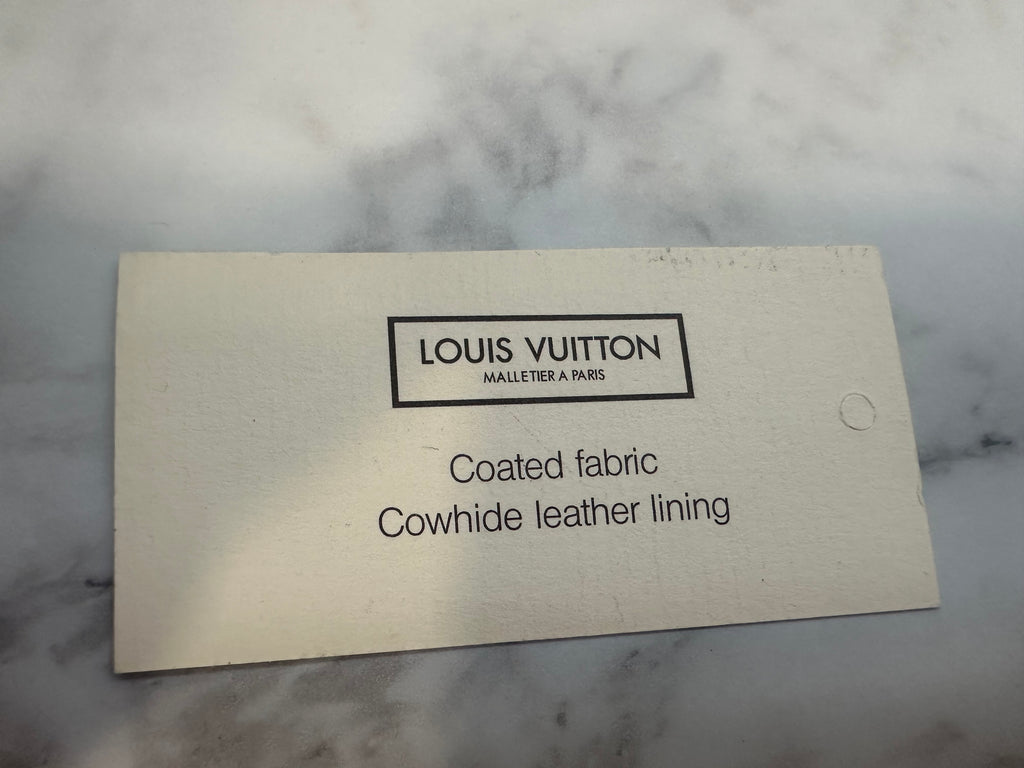 LOUIS VUITTON
MALLETIER A PARIS
Coated fabric
Cowhide leather lining